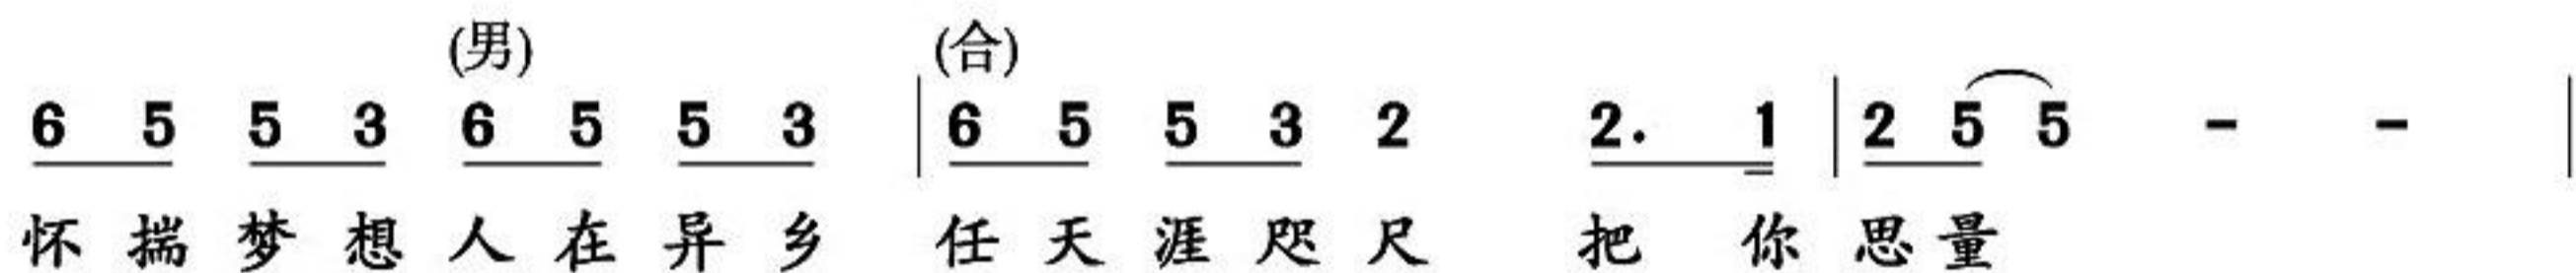 (男) (合)
6 5 5 3 6 5 5 3 | 6 5 5 3 2 2. 1 | 2 5 5 - - |
怀揣梦想人在异乡 任天涯咫尺 把你思量